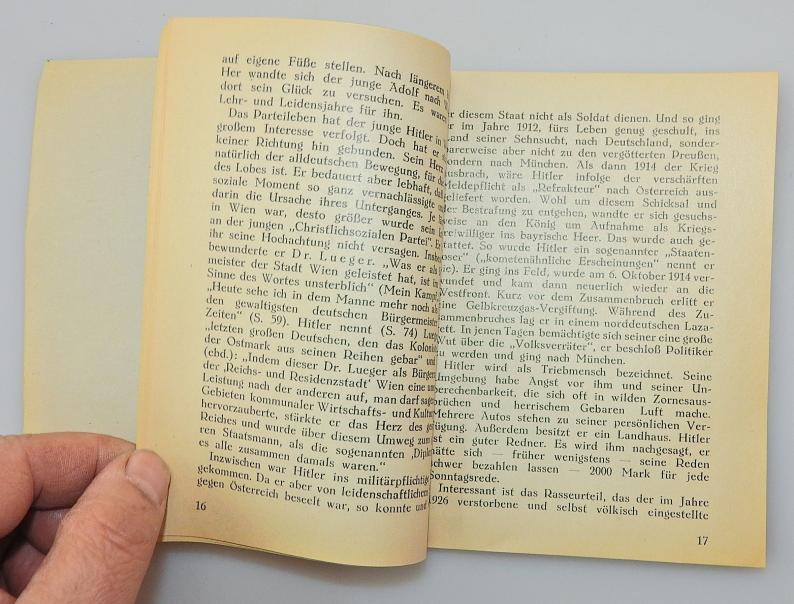 auf eigene Füße stellen. Nach längerem
Her wandte sich der junge Adolf nach
dort sein Glück zu versuchen. Es waren
Lehr- und Leidensjahre für ihn.
Das Parteileben hat der junge Hitler in
großem Interesse verfolgt. Doch hat er
keiner Richtung hin gebunden. Sein Herz
natürlich der alldeutschen Bewegung, für die
des Lobes ist. Er bedauert aber lebhaft, daß
soziale Moment so ganz vernachlässigte
darin die Ursache ihres Unterganges. Je
in Wien war, desto größer wurde sein
an der jungen „Christlichsozialen Partei“. Er
ihr seine Hochachtung nicht versagen.
bewunderte er Dr. Lueger. „Was er als
meister der Stadt Wien geleistet hat, ist im
Sinne des Wortes unsterblich“ (Mein Kampf
„Heute sehe ich in dem Manne mehr noch als
den gewaltigsten deutschen Bürgermeister
Zeiten“ (S. 59). Hitler nennt (S. 74)
„letzten großen Deutschen, den das
der Ostmark aus seinen Reihen gebar“ und
(ebd.): „Indem dieser Dr. Lueger als
der ‚Reichs- und Residenzstadt‘ Wien eine
Leistung nach der anderen auf, man darf sagen
Gebieten kommunaler Wirtschafts- und
hervorzauberte, stärkte er das Herz des
Reiches und wurde über diesem Umweg zum
ren Staatsmann, als die sogenannten
es alle zusammen damals waren.“
Inzwischen war Hitler ins militärpflichtige
gekommen. Da er aber von leidenschaftlichem
gegen Österreich beseelt war, so konnte und
16
er diesem Staat nicht als Soldat dienen. Und so ging
er im Jahre 1912, fürs Leben genug geschult, ins
Land seiner Sehnsucht, nach Deutschland, sonder-
barerweise aber nicht zu den vergötterten Preußen,
sondern nach München. Als dann 1914 der Krieg
ausbrach, wäre Hitler infolge der verschärften
Meldepflicht als „Refrakteur“ nach Österreich aus-
geliefert worden. Wohl um diesem Schicksal und
der Bestrafung zu entgehen, wandte er sich gesuchs-
weise an den König um Aufnahme als Kriegs-
freiwilliger ins bayrische Heer. Das wurde auch ge-
stattet. So wurde Hitler ein sogenannter „Staaten-
loser“ („kometenähnliche Erscheinungen“ nennt er
sie). Er ging ins Feld, wurde am 6. Oktober 1914 ver-
wundet und kam dann neuerlich wieder an die
Westfront. Kurz vor dem Zusammenbruch erlitt er
eine Gelbkreuzgas-Vergiftung. Während des Zu-
sammenbruches lag er in einem norddeutschen Laza-
rett. In jenen Tagen bemächtigte sich seiner eine große
Wut über die „Volksverräter“, er beschloß Politiker
zu werden und ging nach München.
Hitler wird als Triebmensch bezeichnet. Seine
Umgebung habe Angst vor ihm und seiner Un-
berechenbarkeit, die sich oft in wilden Zornesaus-
brüchen und herrischem Gebaren Luft mache.
Mehrere Autos stehen zu seiner persönlichen Ver-
fügung. Außerdem besitzt er ein Landhaus. Hitler
ist ein guter Redner. Es wird ihm nachgesagt, er
hätte sich — früher wenigstens — seine Reden
schwer bezahlen lassen — 2000 Mark für jede
Sonntagsrede.
Interessant ist das Rasseurteil, das der im Jahre
1926 verstorbene und selbst völkisch eingestellte
17